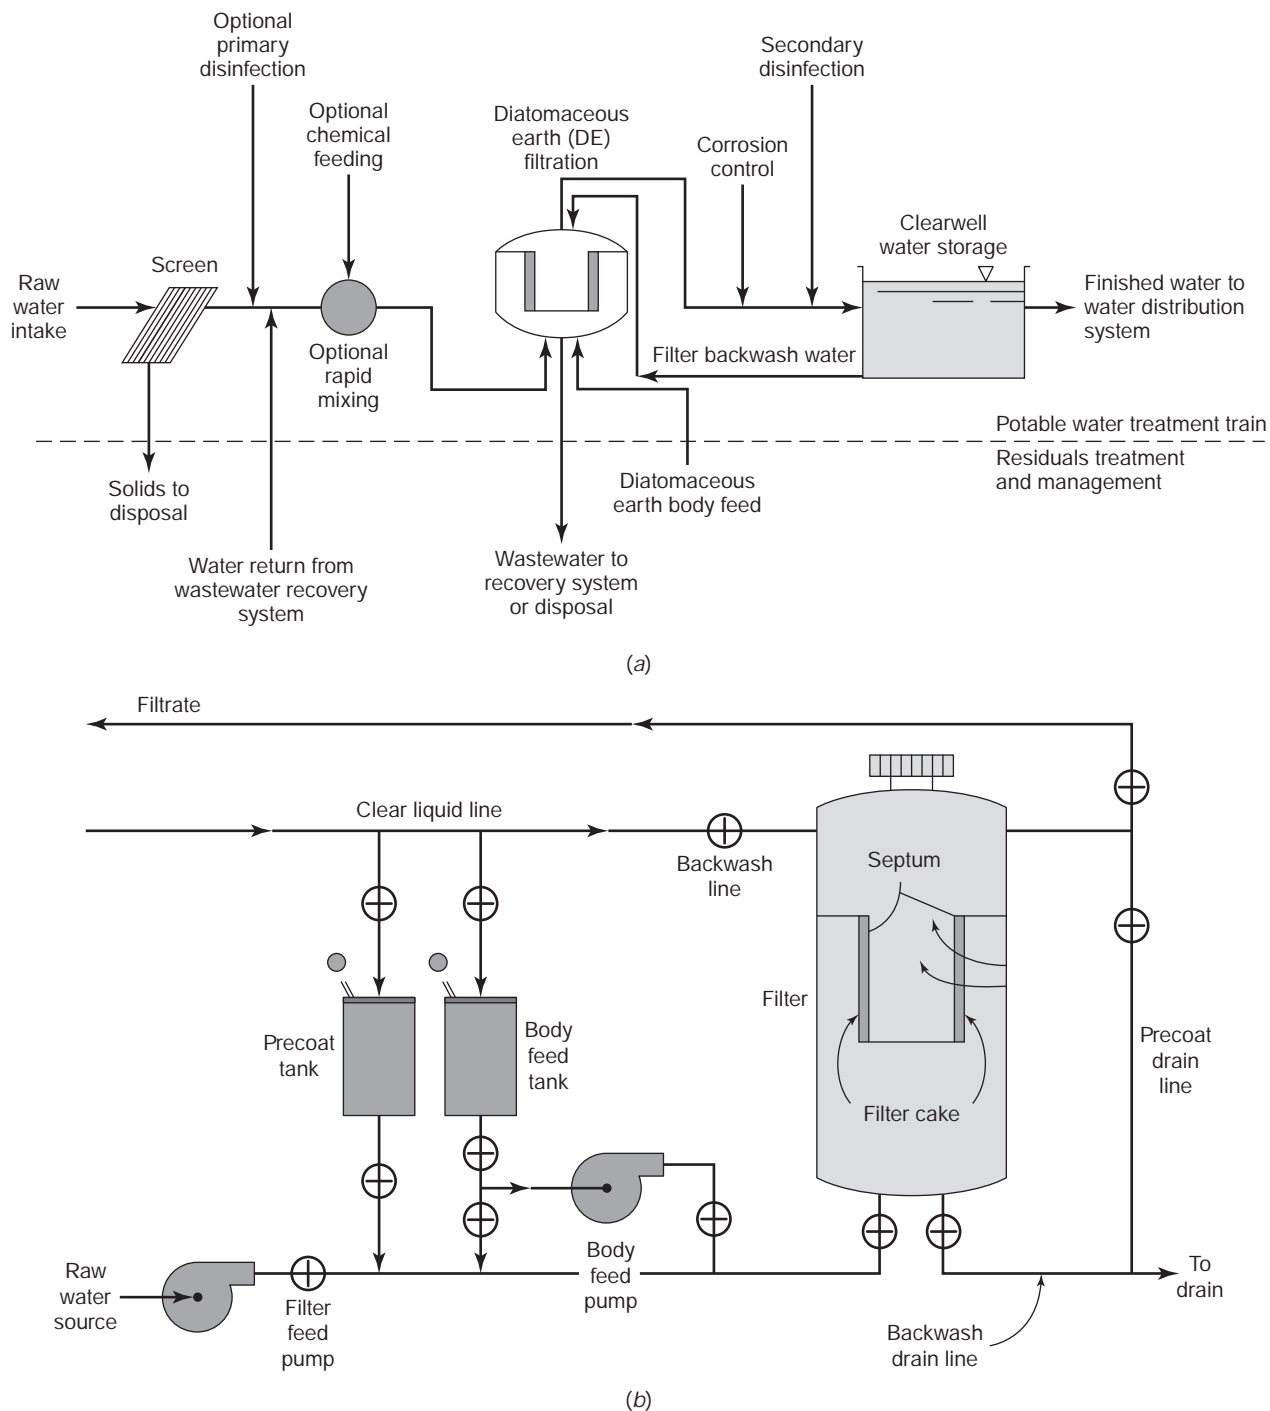 Optional
primary
disinfection
Optional
chemical
feeding
Diatomaceous
earth (DE)
filtration
Secondary
disinfection
Corrosion
control
Clearwell
water storage
Screen
Raw
water
intake
Finished water to
water distribution
system
Optional
rapid
mixing
Filter backwash water
Potable water treatment train
Residuals treatment
and management
Solids to
disposal
Diatomaceous
earth body feed
Water return from
wastewater recovery
system
Wastewater to
recovery system
or disposal
(a)
Filtrate
Clear liquid line
Backwash
line
Septum
Filter
Precoat
tank
Body
feed
tank
Precoat
drain
line
Filter cake
Raw
water
source
Filter
feed
pump
Body
feed
pump
To
drain
Backwash
drain line
(b)